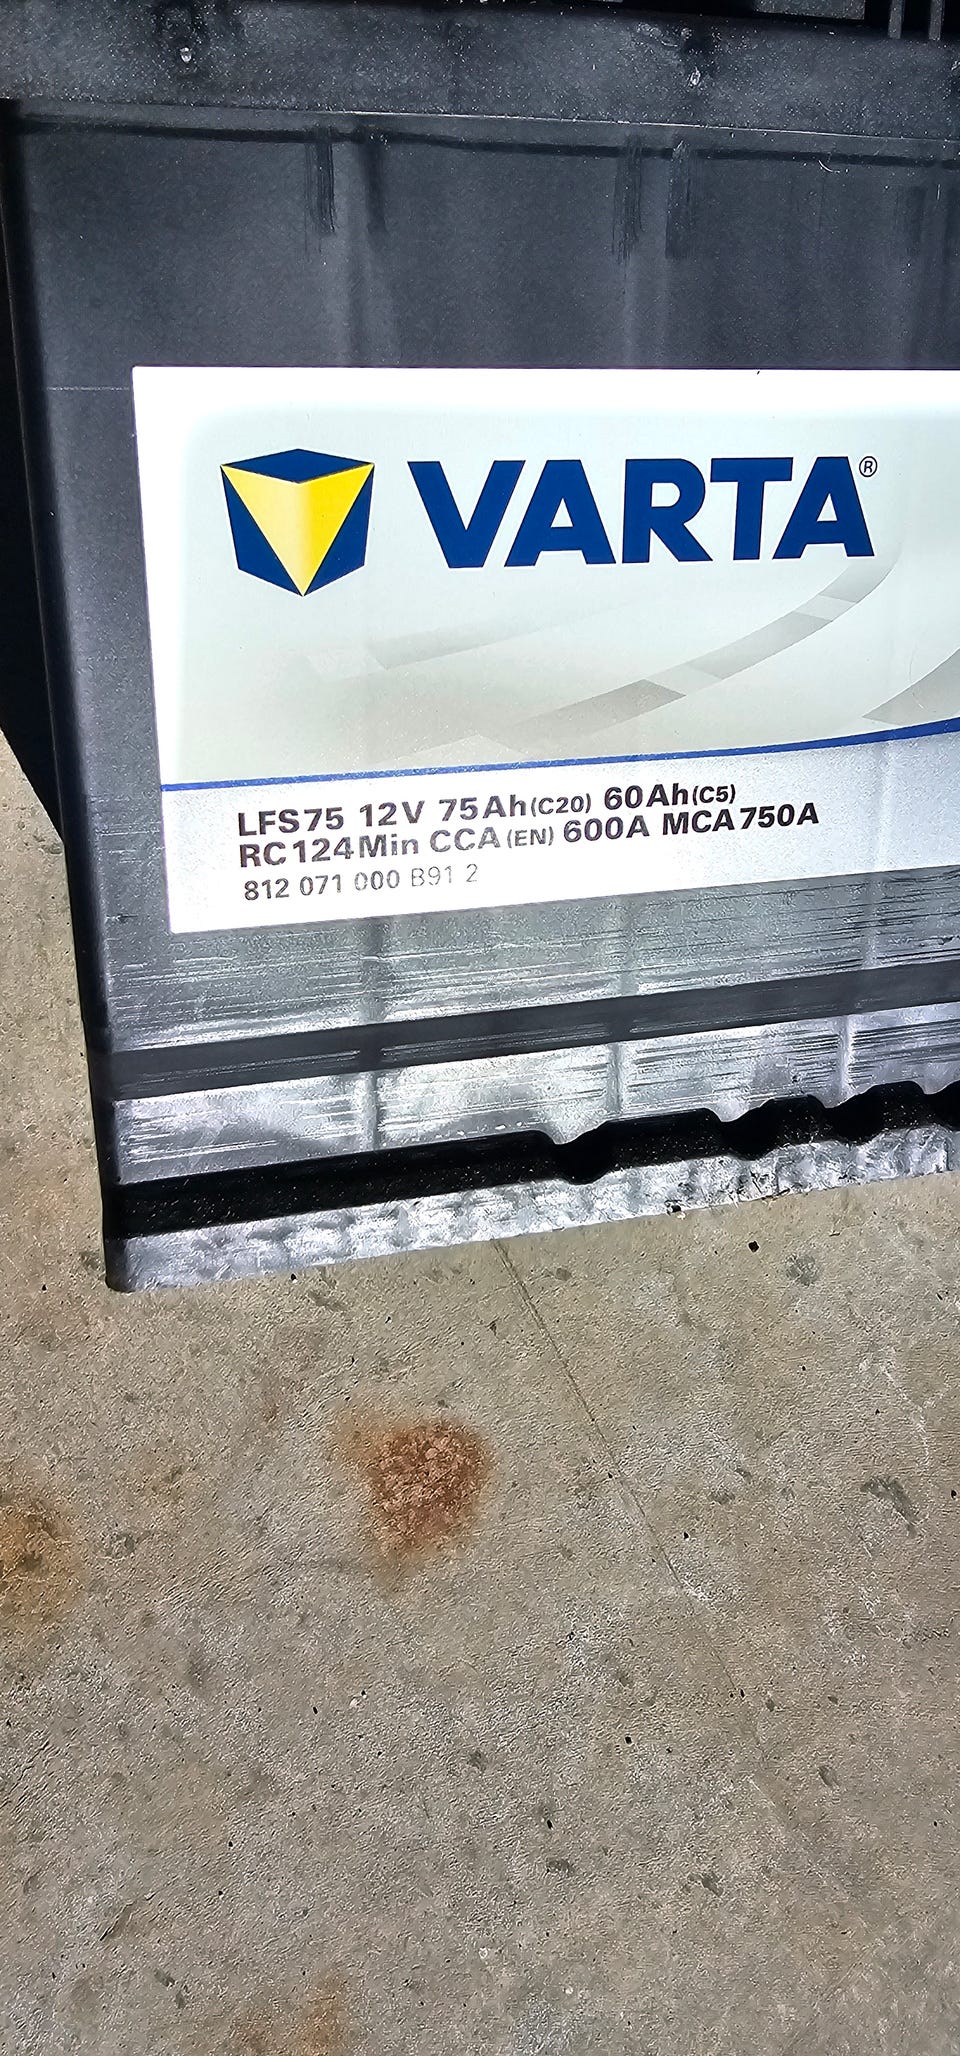 VARTA®
LFS75 12V 75Ah(C20) 60Ah(C5)
RC124Min CCA(EN) 600A MCA750A
812 071 000 B91 2